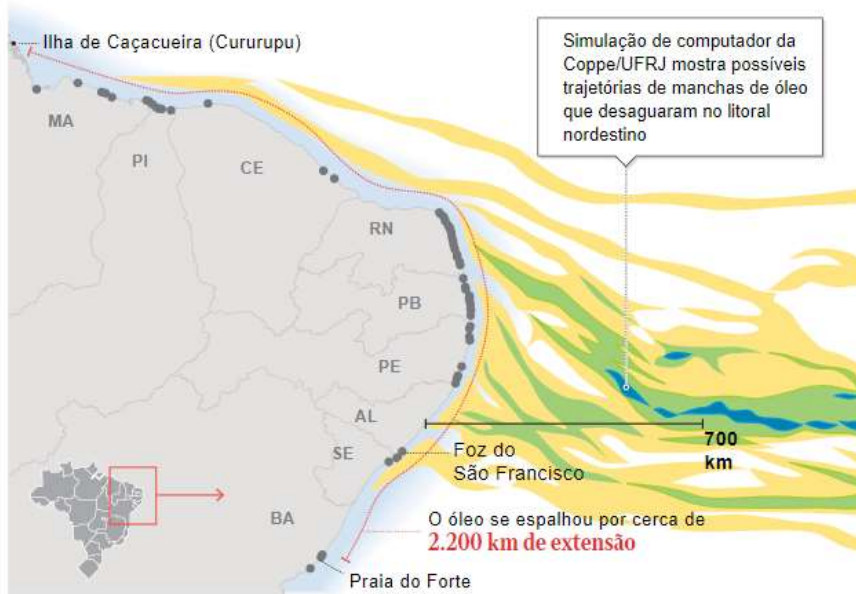 Ilha de Caçacueira (Cururupu)
Simulação de computador da
Coppe/UFRJ mostra possíveis
trajetórias de manchas de óleo
que desaguaram no litoral
nordestino
MA
PI
CE
RN
PB
PE
AL
SE
BA
700
km
Foz do
São Francisco
O óleo se espalhou por cerca de
2.200 km de extensão
Praia do Forte